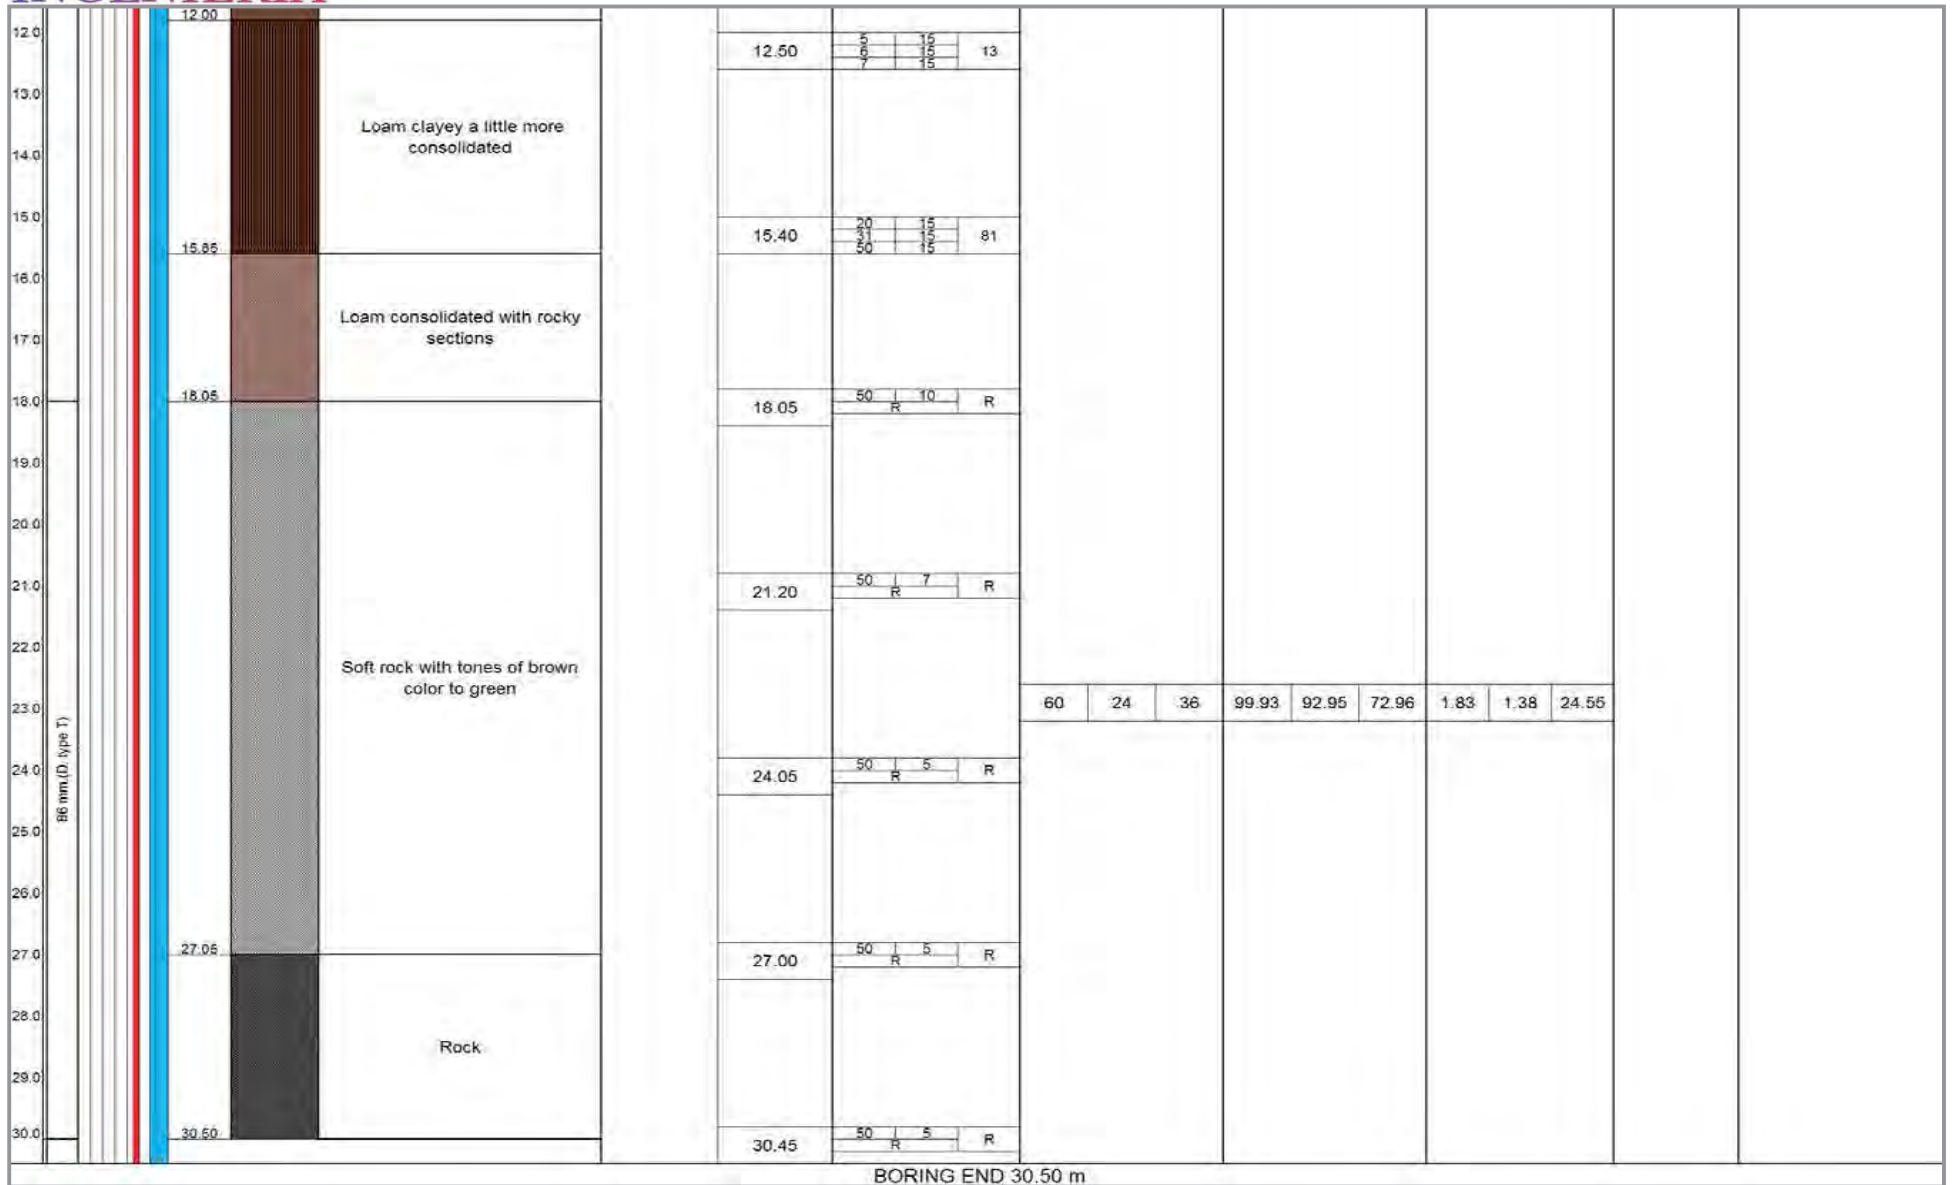 INGENIERIA
12.00
12.0
12.50
5 15
6 15
7 15
13
13.0
Loam clayey a little more
consolidated
14.0
15.0
15.40
20 15
31 15
50 15
81
15.85
16.0
Loam consolidated with rocky
sections
17.0
18.05
18.0
18.05
50 10
R
R
19.0
20.0
21.0
21.20
50 7
R
R
22.0
Soft rock with tones of brown
color to green
23.0
60 24 36 99.93 92.95 72.96 1.83 1.38 24.55
86 mm.(D. type T)
24.0
24.05
50 5
R
R
25.0
26.0
27.05
27.0
27.00
50 5
R
R
28.0
Rock
29.0
30.0
30.50
30.45
50 5
R
R
BORING END 30.50 m